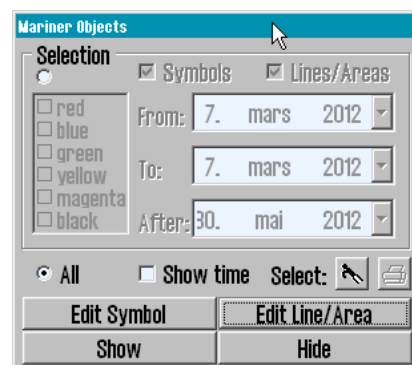 Mariner Objects
Selection
Symbols Lines/Areas
red
blue
green
yellow
magenta
black
From: 7. mars 2012
To: 7. mars 2012
After: 30. mai 2012
All Show time Select:
Edit Symbol Edit Line/Area
Show Hide